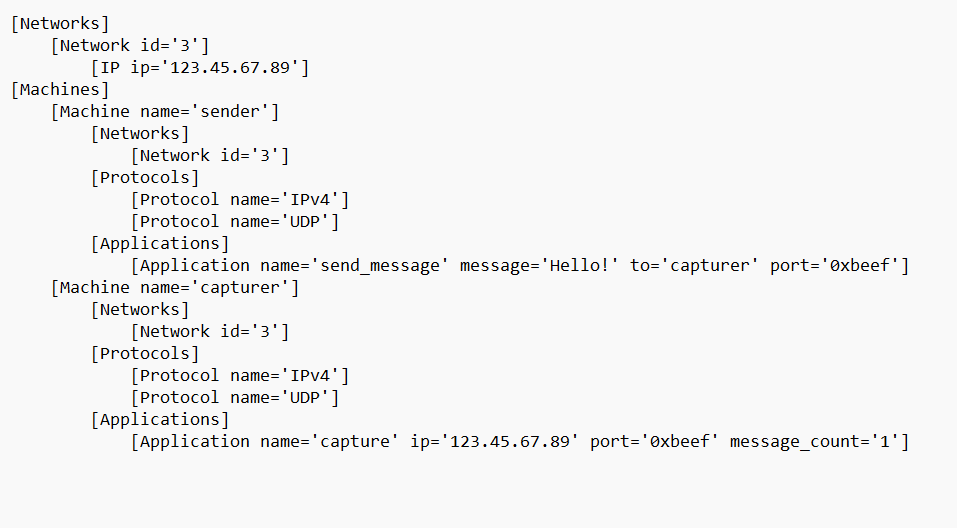 [Networks]
    [Network id='3']
        [IP ip='123.45.67.89']
[Machines]
    [Machine name='sender']
        [Networks]
            [Network id='3']
        [Protocols]
            [Protocol name='IPv4']
            [Protocol name='UDP']
        [Applications]
            [Application name='send_message' message='Hello!' to='capturer' port='0xbeef']
    [Machine name='capturer']
        [Networks]
            [Network id='3']
        [Protocols]
            [Protocol name='IPv4']
            [Protocol name='UDP']
        [Applications]
            [Application name='capture' ip='123.45.67.89' port='0xbeef' message_count='1']